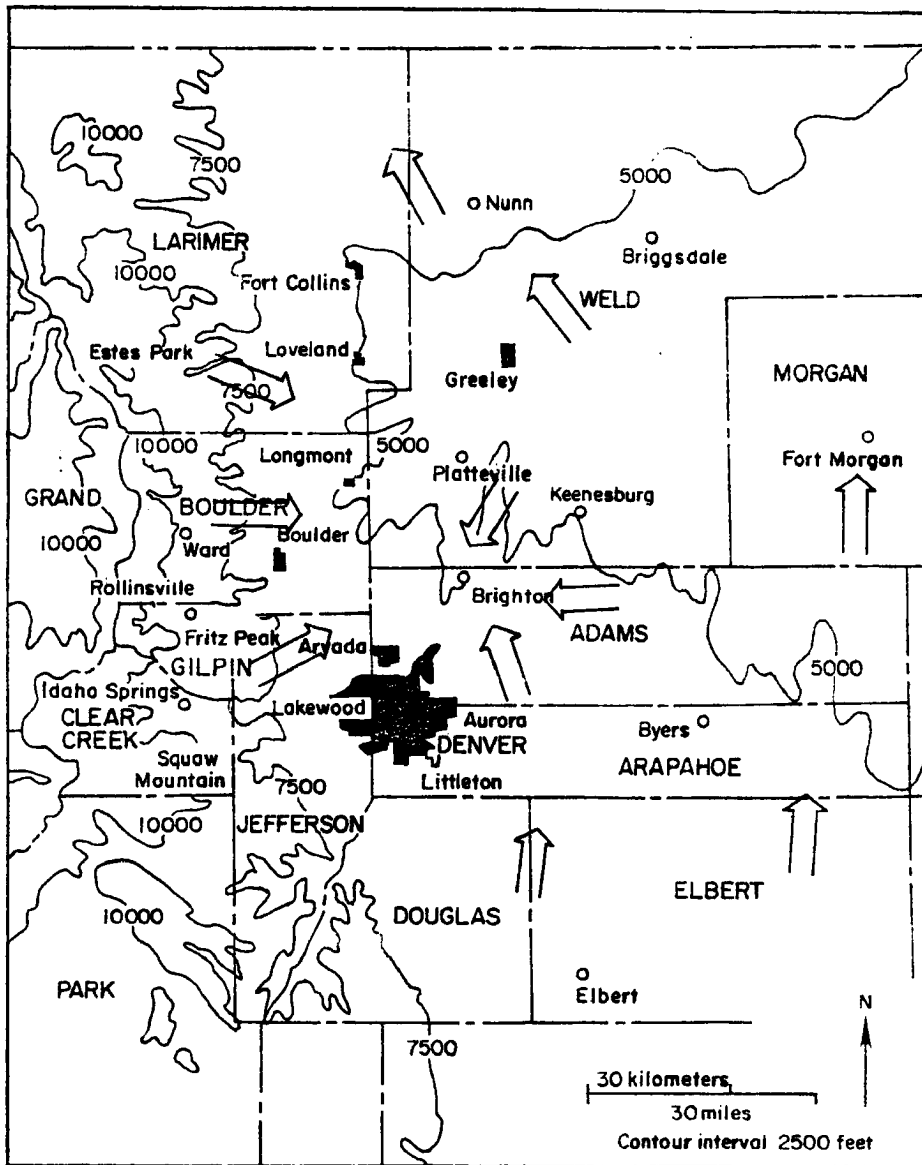 10000
7500
5000
Nunn
LARIMER
Briggsdale
10000
Fort Collins
WELD
Estes Park
Loveland
7500
Greeley
MORGAN
10000
5000
Longmont
Platteville
Fort Morgan
GRAND
Keenesburg
BOULDER
10000
Ward
Boulder
Rollinsville
Brighton
Fritz Peak
Arvada
ADAMS
GILPIN
5000
Idaho Springs
Lakewood
CLEAR
CREEK
Aurora
Byers
DENVER
Squaw
Mountain
Littleton
ARAPAHOE
7500
10000
JEFFERSON
ELBERT
10000
DOUGLAS
PARK
Elbert
N
7500
30 kilometers
30 miles
Contour interval 2500 feet